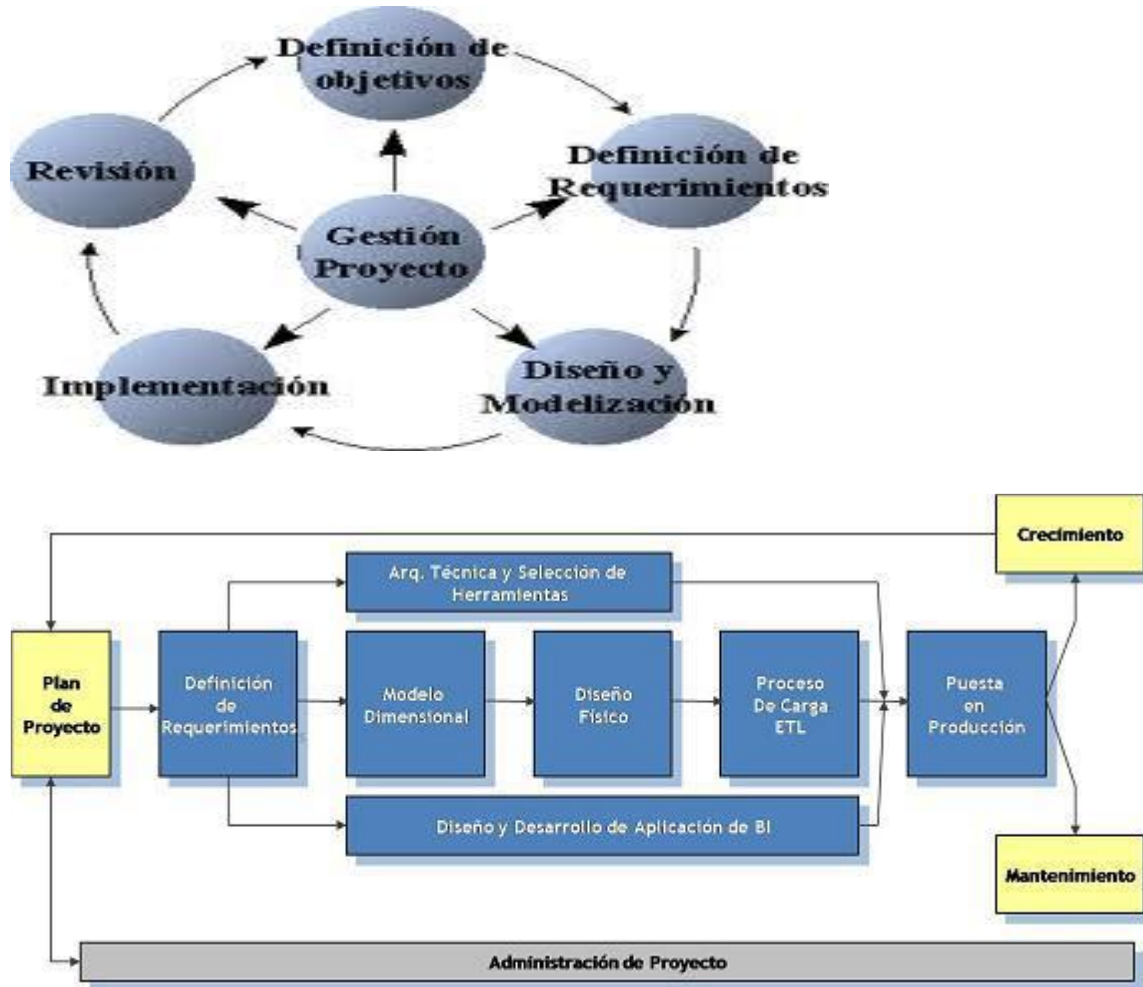 Definición de
objetivos
Revisión
Definición de
Requerimientos
Gestión
Proyecto
Implementación
Diseño y
Modelización
Crecimiento
Arq. Técnica y Selección de
Herramientas
Plan
de
Proyecto
Definición
de
Requerimientos
Modelo
Dimensional
Diseño
Físico
Proceso
De Carga
ETL
Puesta
en
Producción
Diseño y Desarrollo de Aplicación de BI
Mantenimiento
Administración de Proyecto